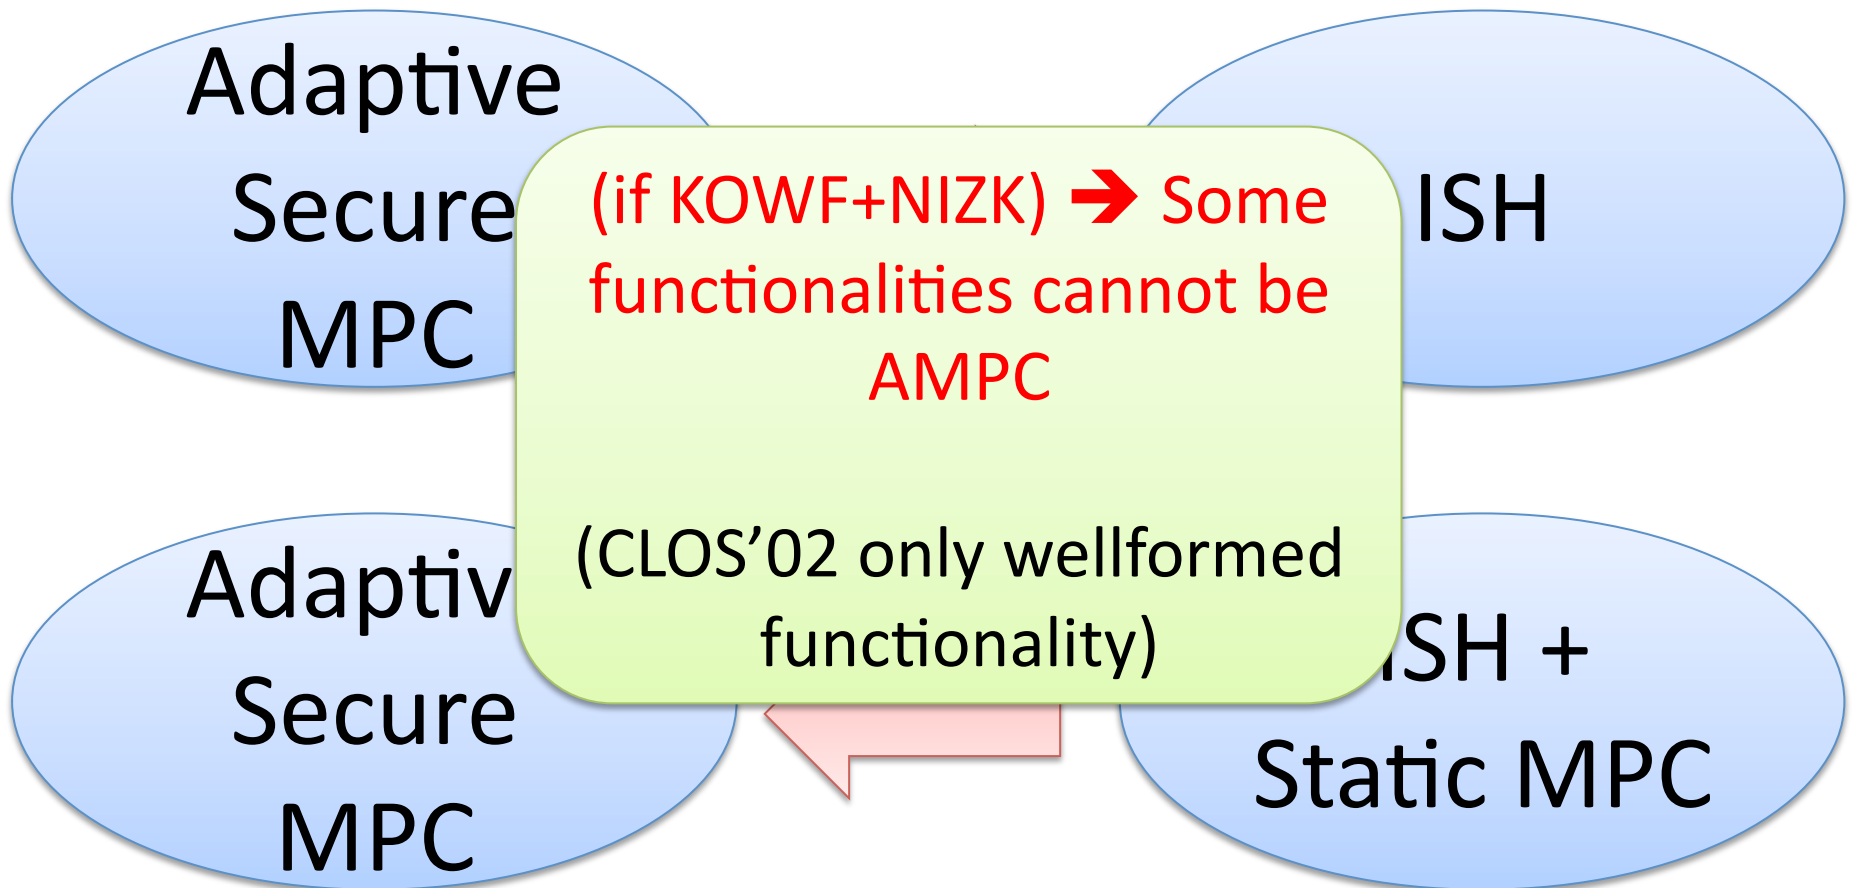 Adaptive
Secure
MPC
(if KOWF+NIZK) ➔ Some
functionalities cannot be
AMPC
(CLOS’02 only wellformed
functionality)
ISH
Adaptiv
Secure
MPC
ISH +
Static MPC